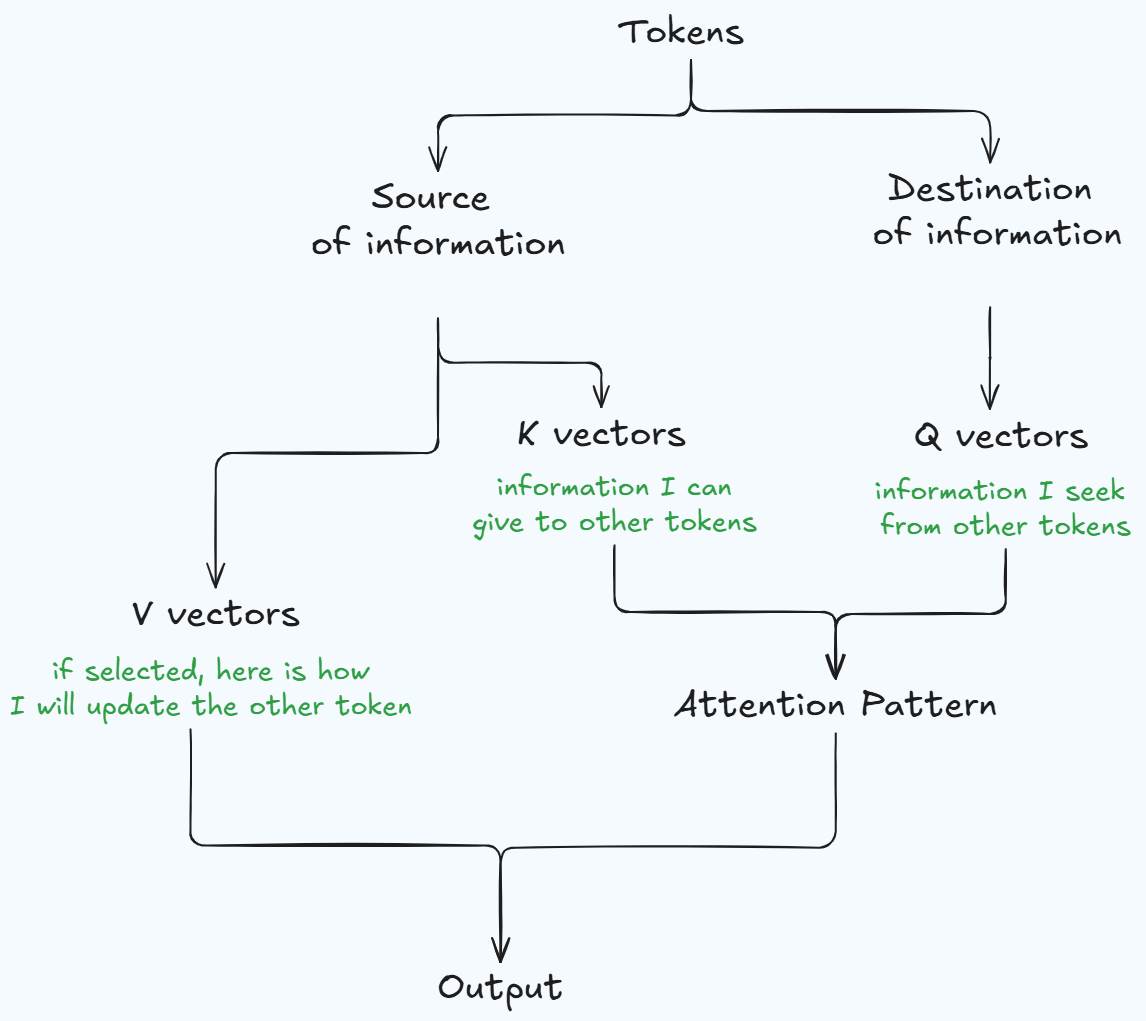 Tokens
Source
of information
Destination
of information
K vectors
information I can
give to other tokens
Q vectors
information I seek
from other tokens
V vectors
if selected, here is how
I will update the other token
Attention Pattern
Output